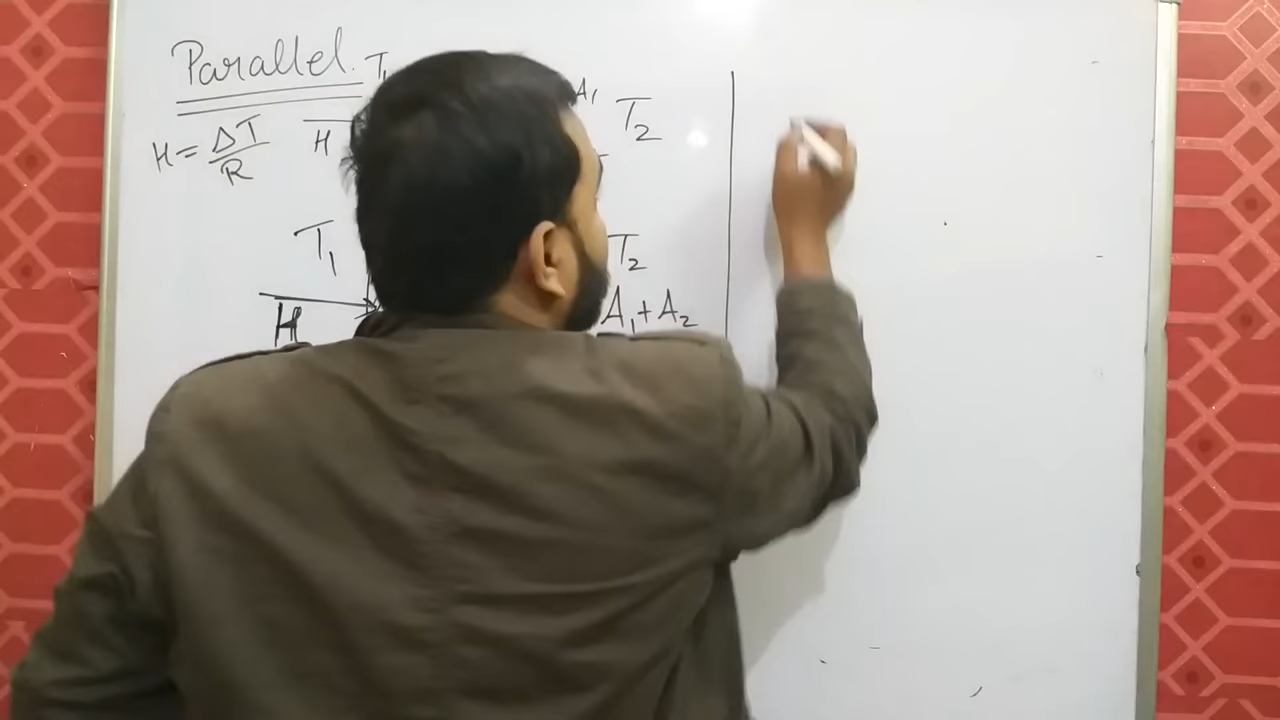 Parallel. T₁
A₁ T₂
H = ΔT/R H
T₁ T₂
H A₁+A₂